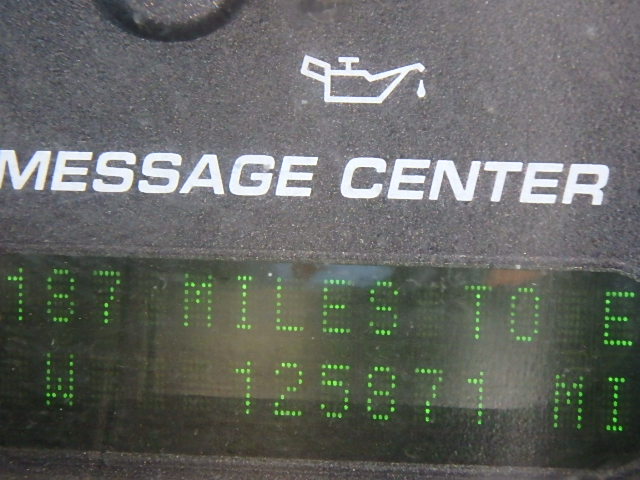 MESSAGE CENTER
187 MILES TO E
W 125871 MI